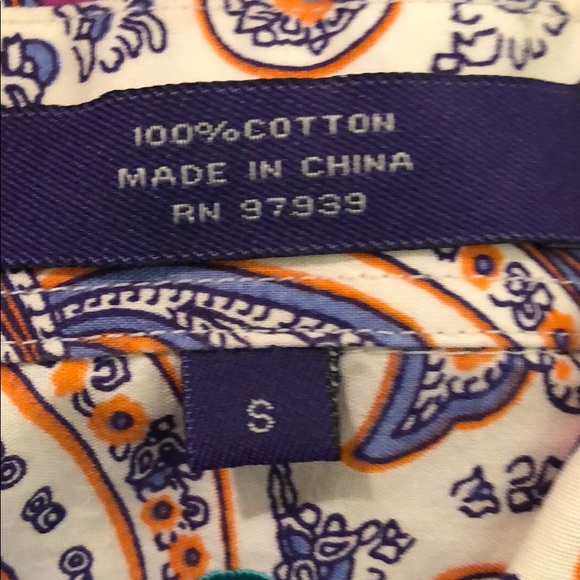 100% COTTON
MADE IN CHINA
RN 97939
S